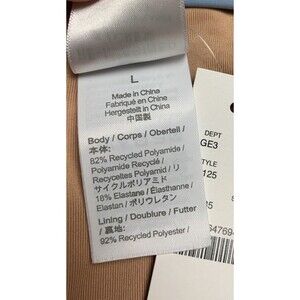 L
Made in China
Fabriqué en Chine
Hergestellt in China
中国製
Body / Corps / Oberteil /
本体:
82% Recycled Polyamide /
Polyamide Recyclé /
Recycelltes Polyamid / リ
サイクルポリアミド
18% Elastane / Élasthanne /
Elastan / ポリウレタン
Lining / Doublure / Futter
/ 裏地:
92% Recycled Polyester /
DEPT
GE3
STYLE
125